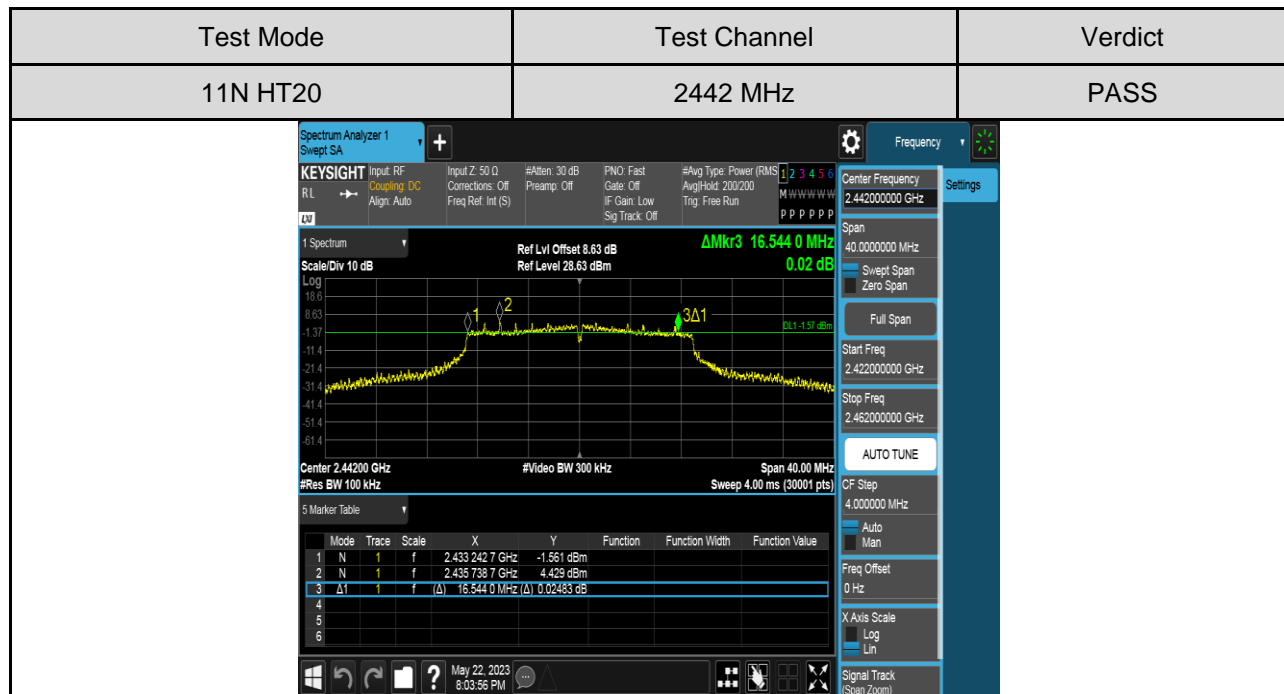 Test Mode Test Channel Verdict
11N HT20 2442 MHz PASS
Spectrum Analyzer 1
Swept SA
+
Frequency
KEYSIGHT Input: RF Input Z: 50 Ω #Atten: 30 dB PNO: Fast #Avg Type: Power (RMS 1 2 3 4 5 6
RL Coupling: DC Corrections: Off Preamp: Off Gate: Off Avg|Hold: 200/200 M W W W W W
Align: Auto Freq Ref: Int (S) IF Gain: Low Trig: Free Run
LXI Sig Track: Off P P P P P P
1 Spectrum
Ref Lvl Offset 8.63 dB ΔMkr3 16.544 0 MHz
Scale/Div 10 dB Ref Level 28.63 dBm 0.02 dB
Log
18.6
8.63
-1.37
-11.4
-21.4
-31.4
-41.4
-51.4
-61.4
1
2
3Δ1
DL1 -1.57 dBm
Center 2.44200 GHz #Video BW 300 kHz Span 40.00 MHz
#Res BW 100 kHz Sweep 4.00 ms (30001 pts)
5 Marker Table
Mode Trace Scale X Y Function Function Width Function Value
1 N 1 f 2.433 242 7 GHz -1.561 dBm
2 N 1 f 2.435 738 7 GHz 4.429 dBm
3 Δ1 1 f (Δ) 16.544 0 MHz (Δ) 0.02483 dB
4
5
6
? May 22, 2023
8:03:56 PM
Center Frequency
2.442000000 GHz
Settings
Span
40.0000000 MHz
Swept Span
Zero Span
Full Span
Start Freq
2.422000000 GHz
Stop Freq
2.462000000 GHz
AUTO TUNE
CF Step
4.000000 MHz
Auto
Man
Freq Offset
0 Hz
X Axis Scale
Log
Lin
Signal Track
(Span Zoom)